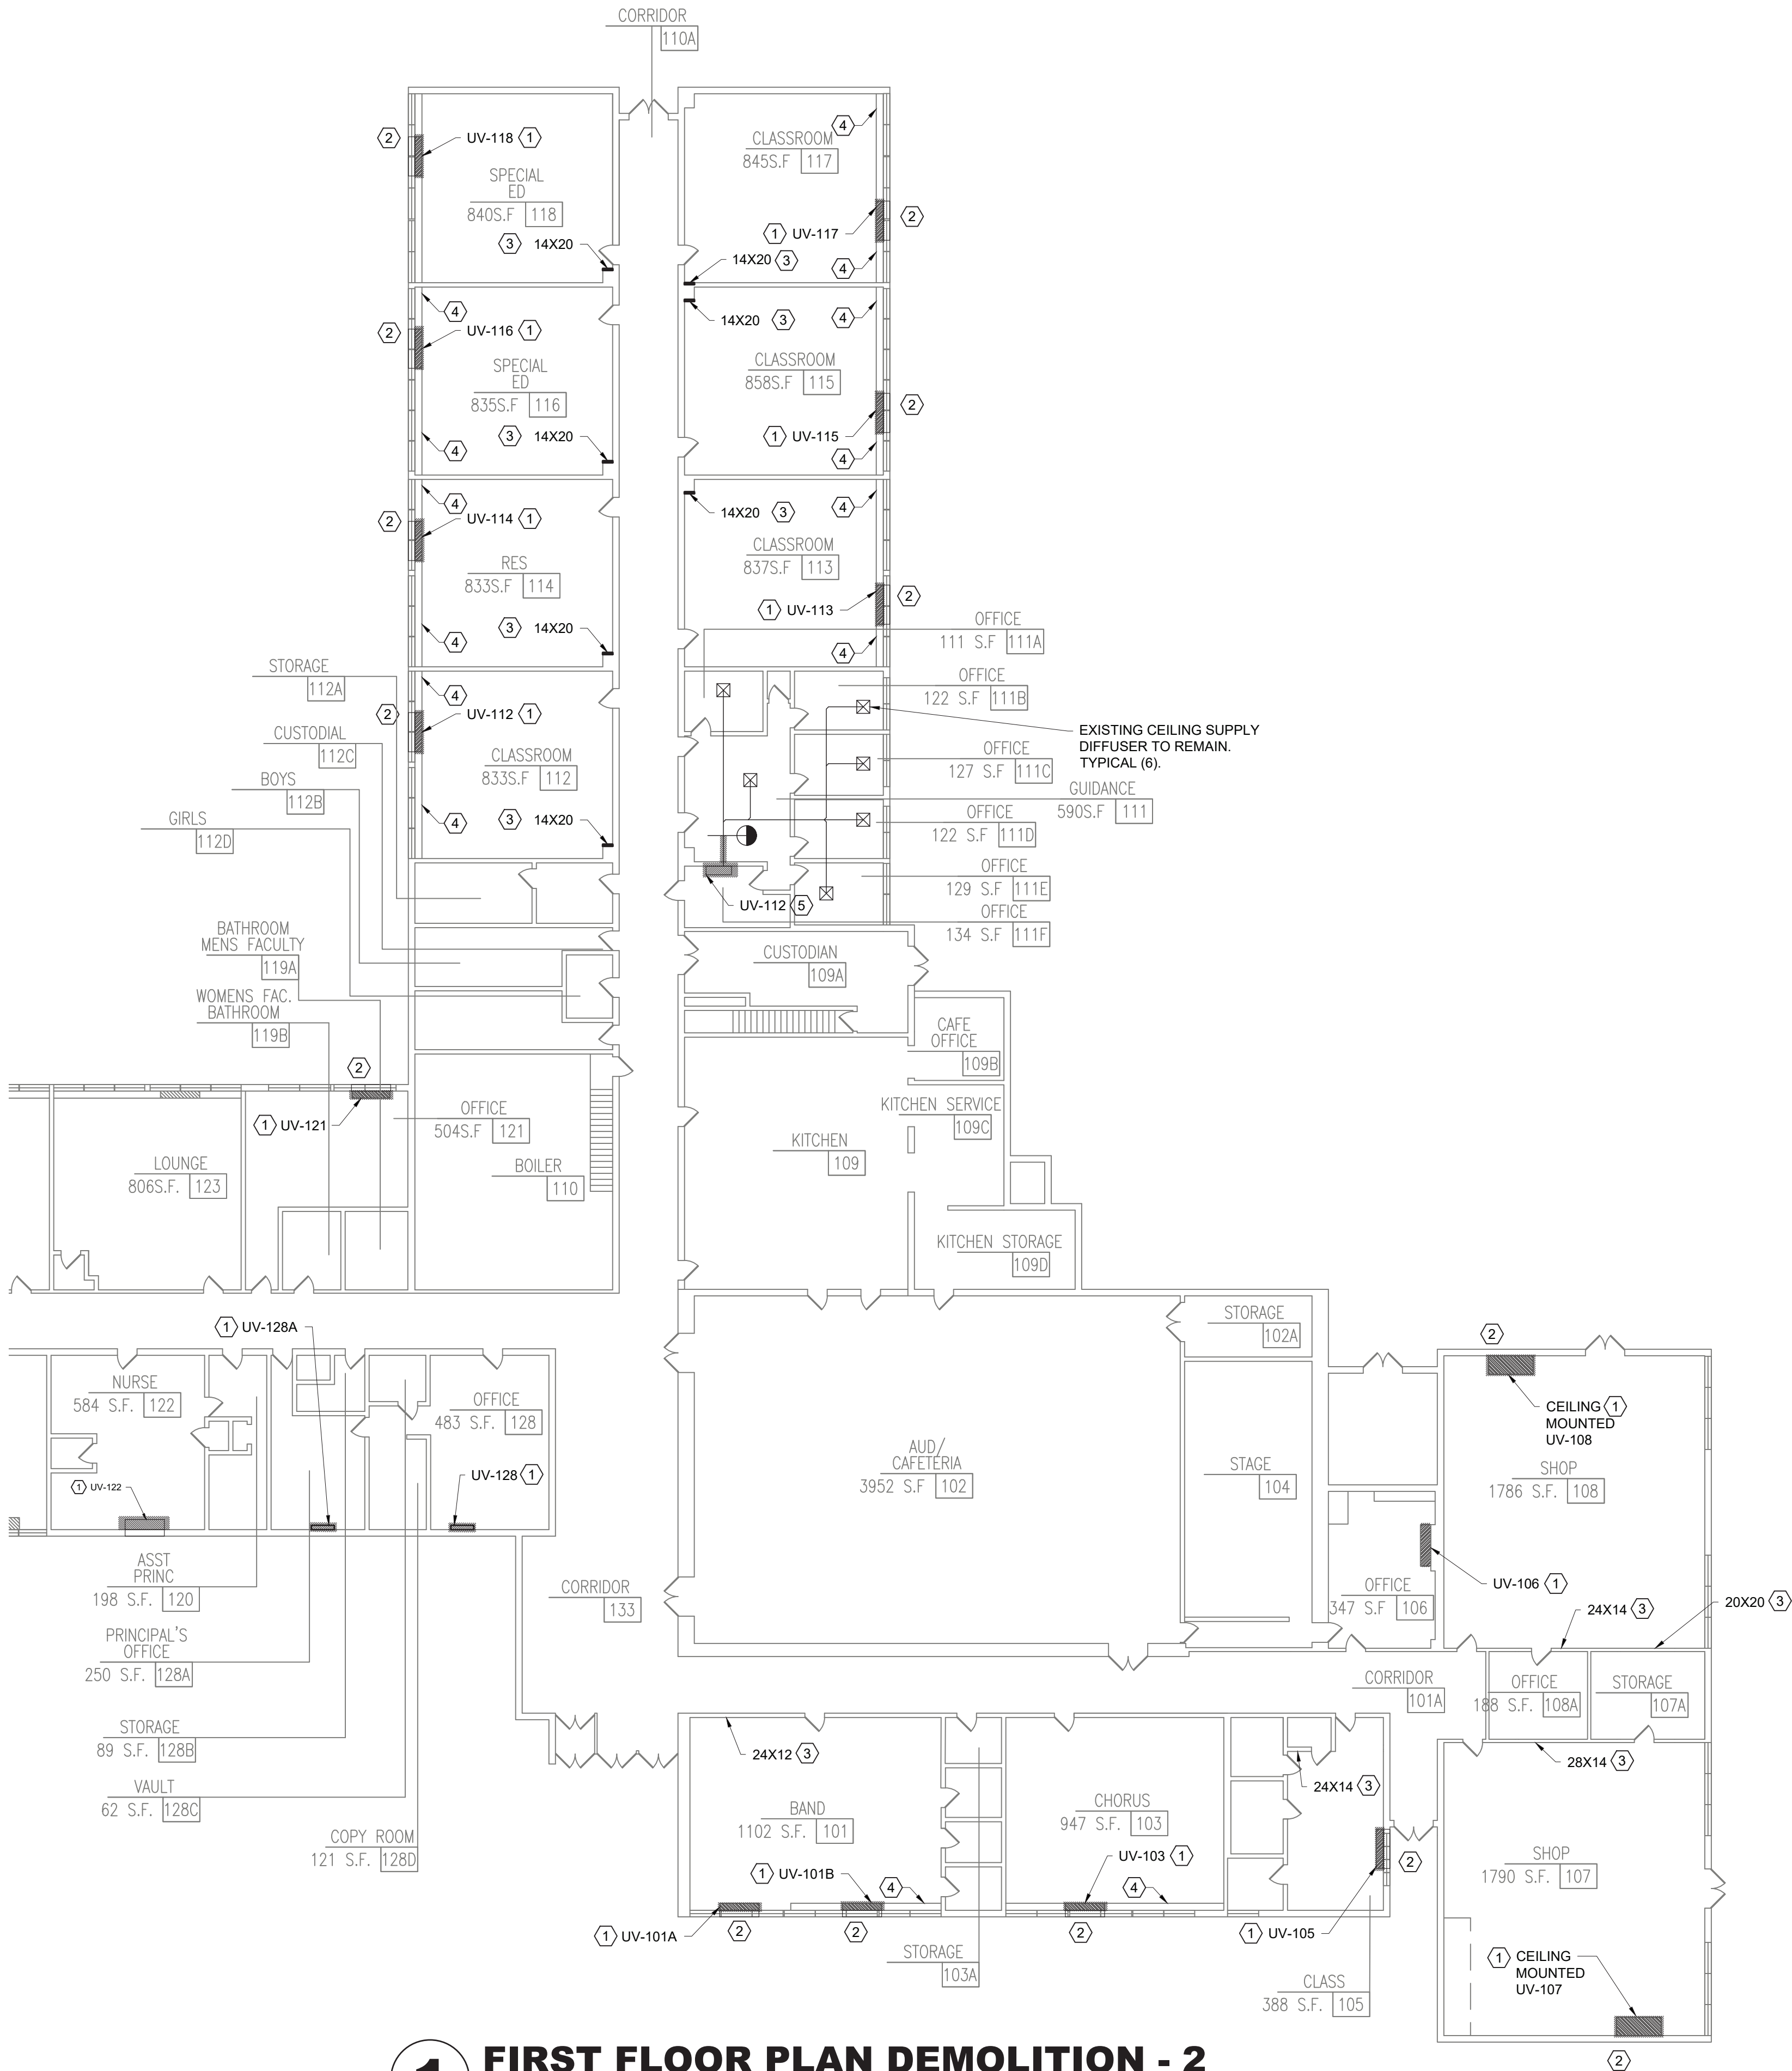 CORRIDOR
110A
2
UV-118 1
SPECIAL
ED
840S.F 118
3 14X20
4
CLASSROOM
845S.F 117
1 UV-117
2
14X20 3
4
4
2
UV-116 1
SPECIAL
ED
835S.F 116
4
3 14X20
14X20 3
4
CLASSROOM
858S.F 115
2
1 UV-115
4
4
2
UV-114 1
RES
833S.F 114
4
3 14X20
14X20 3
4
CLASSROOM
837S.F 113
1 UV-113
2
4
OFFICE
111 S.F 111A
STORAGE
112A
4
2
UV-112 1
CUSTODIAL
112C
CLASSROOM
833S.F 112
BOYS
112B
4
3 14X20
GIRLS
112D
OFFICE
122 S.F 111B
EXISTING CEILING SUPPLY
DIFFUSER TO REMAIN.
TYPICAL (6).
OFFICE
127 S.F 111C
GUIDANCE
590S.F 111
OFFICE
122 S.F 111D
OFFICE
129 S.F 111E
UV-112 5
OFFICE
134 S.F 111F
BATHROOM
MENS FACULTY
119A
WOMENS FAC.
BATHROOM
119B
CUSTODIAN
109A
CAFE
OFFICE
109B
2
1 UV-121
OFFICE
504S.F 121
KITCHEN SERVICE
109C
LOUNGE
806S.F. 123
BOILER
110
KITCHEN
109
KITCHEN STORAGE
109D
1 UV-128A
STORAGE
102A
2
NURSE
584 S.F. 122
OFFICE
483 S.F. 128
CEILING 1
MOUNTED
UV-108
AUD/
CAFETERIA
3952 S.F 102
STAGE
104
SHOP
1786 S.F. 108
1 UV-122
UV-128 1
ASST
PRINC
198 S.F. 120
CORRIDOR
133
OFFICE
347 S.F 106
UV-106 1
24X14 3
20X20 3
PRINCIPAL'S
OFFICE
250 S.F. 128A
CORRIDOR
101A
OFFICE
188 S.F. 108A
STORAGE
107A
STORAGE
89 S.F. 128B
24X12 3
24X14 3
28X14 3
VAULT
62 S.F. 128C
BAND
1102 S.F. 101
CHORUS
947 S.F. 103
COPY ROOM
121 S.F. 128D
UV-103 1
2
SHOP
1790 S.F. 107
1 UV-101B
4
4
1 UV-101A
2
2
2
1 UV-105
STORAGE
103A
1 CEILING
MOUNTED
UV-107
CLASS
388 S.F. 105
2
1 FIRST FLOOR PLAN DEMOLITION - 2